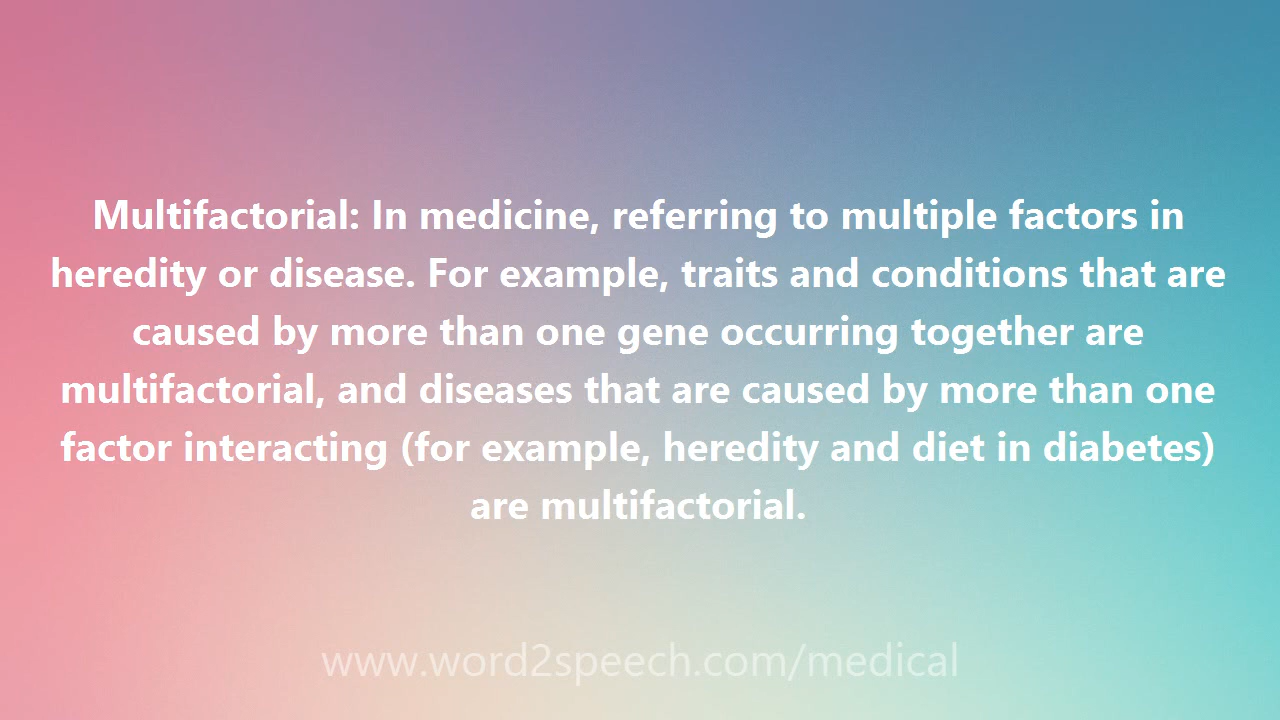 Multifactorial: In medicine, referring to multiple factors in
heredity or disease. For example, traits and conditions that are
caused by more than one gene occurring together are
multifactorial, and diseases that are caused by more than one
factor interacting (for example, heredity and diet in diabetes)
are multifactorial.
www.word2speech.com/medical